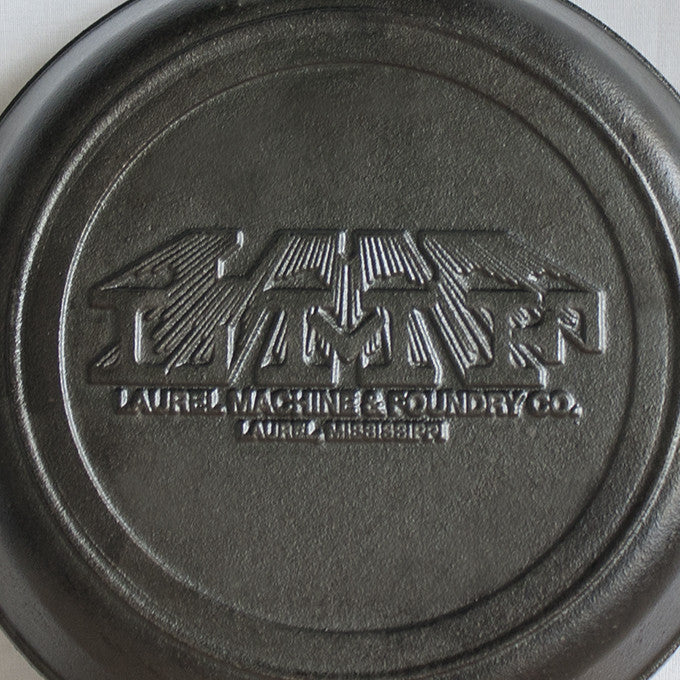 LMF
LAUREL MACHINE & FOUNDRY CO.
LAUREL, MISSISSIPPI